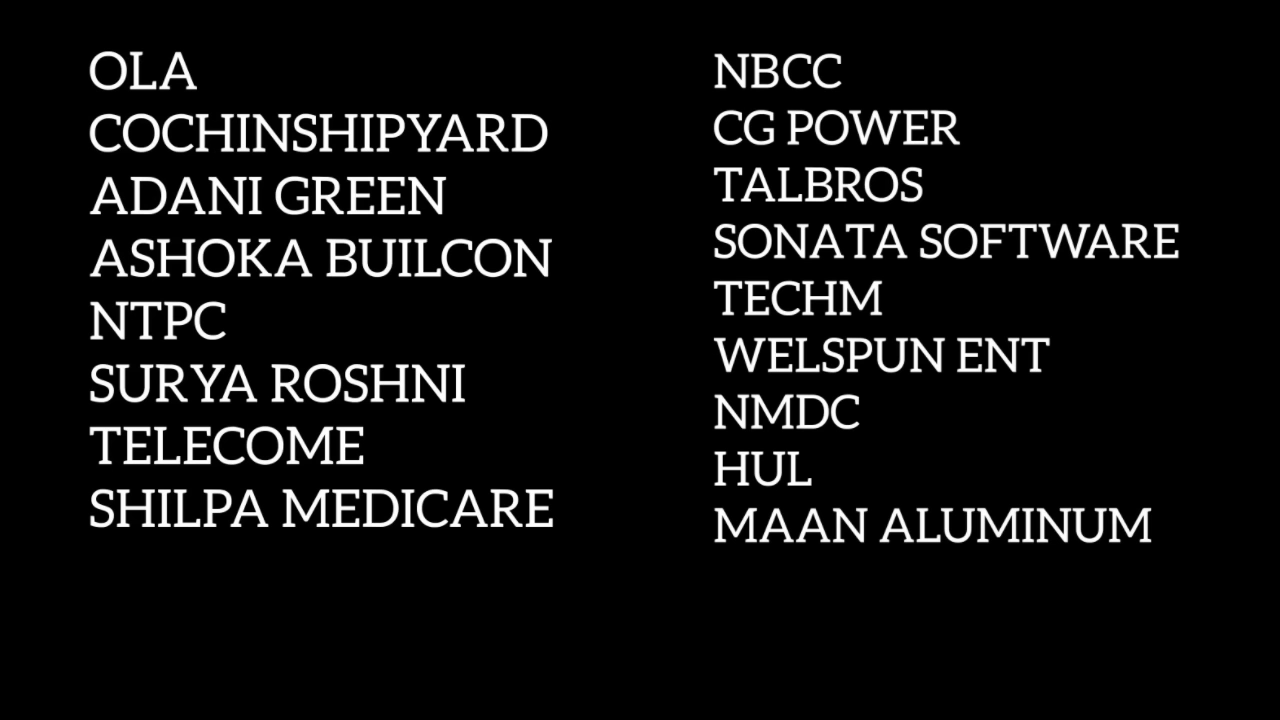 OLA
COCHINSHIPYARD
ADANI GREEN
ASHOKA BUILCON
NTPC
SURYA ROSHNI
TELECOME
SHILPA MEDICARE
NBCC
CG POWER
TALBROS
SONATA SOFTWARE
TECHM
WELSPUN ENT
NMDC
HUL
MAAN ALUMINUM